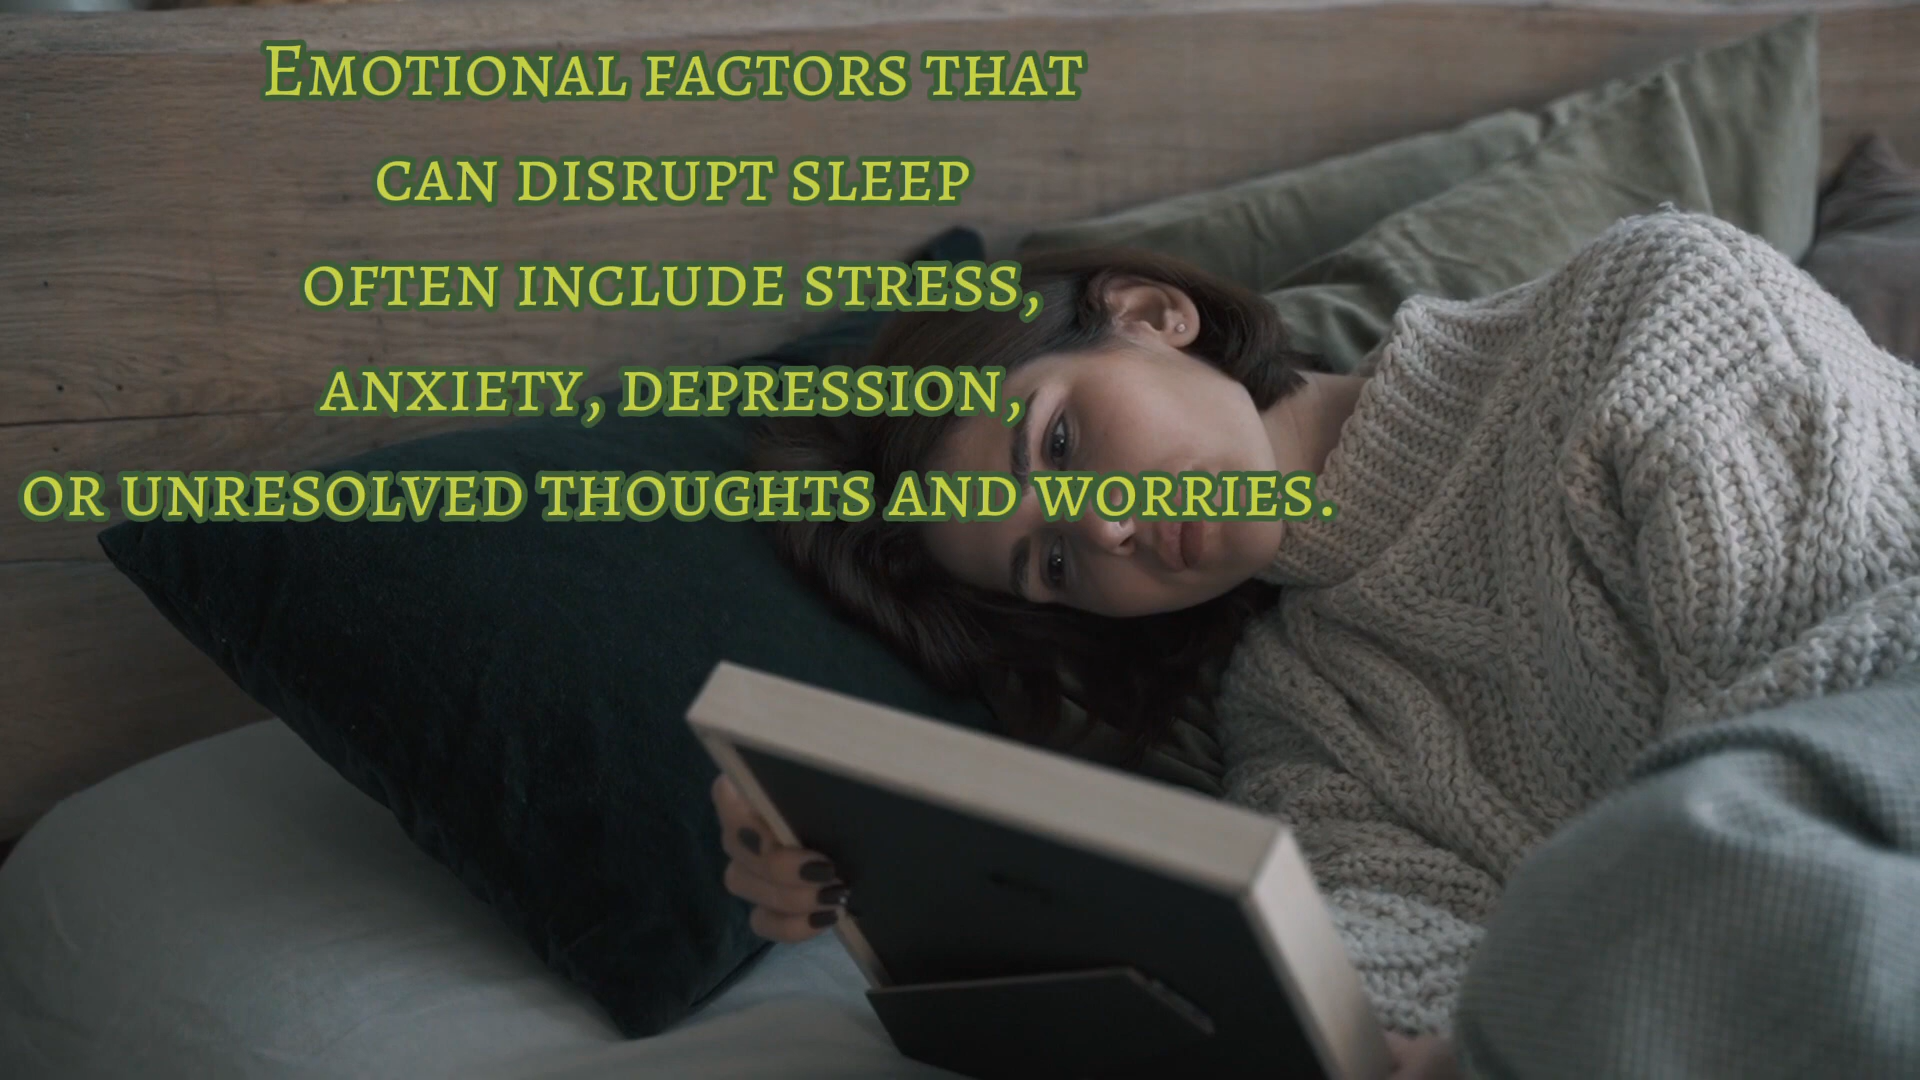 Emotional factors that
can disrupt sleep
often include stress,
anxiety, depression,
or unresolved thoughts and worries.